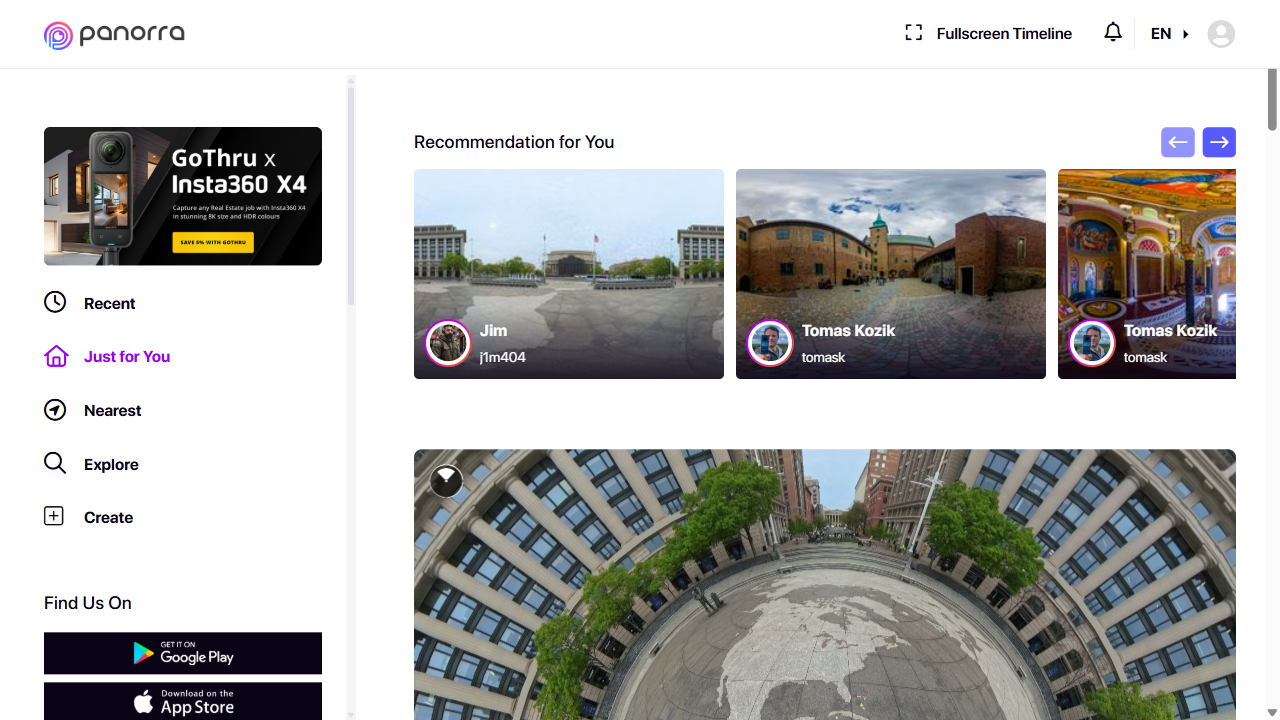 panorra
Fullscreen Timeline
EN
GoThru x
Insta360 X4
Capture any Real Estate job with Insta360 X4
in stunning 8K size and HDR colours
SAVE 5% WITH GOTHRU
Recent
Just for You
Nearest
Explore
Create
Find Us On
GET IT ON
Google Play
Download on the
App Store
Recommendation for You
Jim
j1m404
Tomas Kozik
tomask
Tomas Kozik
tomask